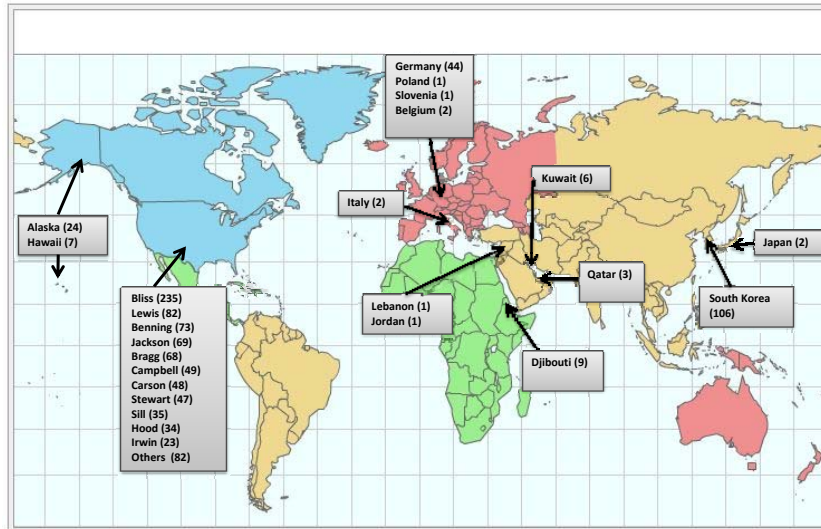 Germany (44)
Poland (1)
Slovenia (1)
Belgium (2)
Kuwait (6)
Italy (2)
Alaska (24)
Hawaii (7)
Japan (2)
Qatar (3)
Lebanon (1)
Jordan (1)
South Korea
(106)
Bliss (235)
Lewis (82)
Benning (73)
Jackson (69)
Bragg (68)
Campbell (49)
Carson (48)
Stewart (47)
Sill (35)
Hood (34)
Irwin (23)
Others (82)
Djibouti (9)